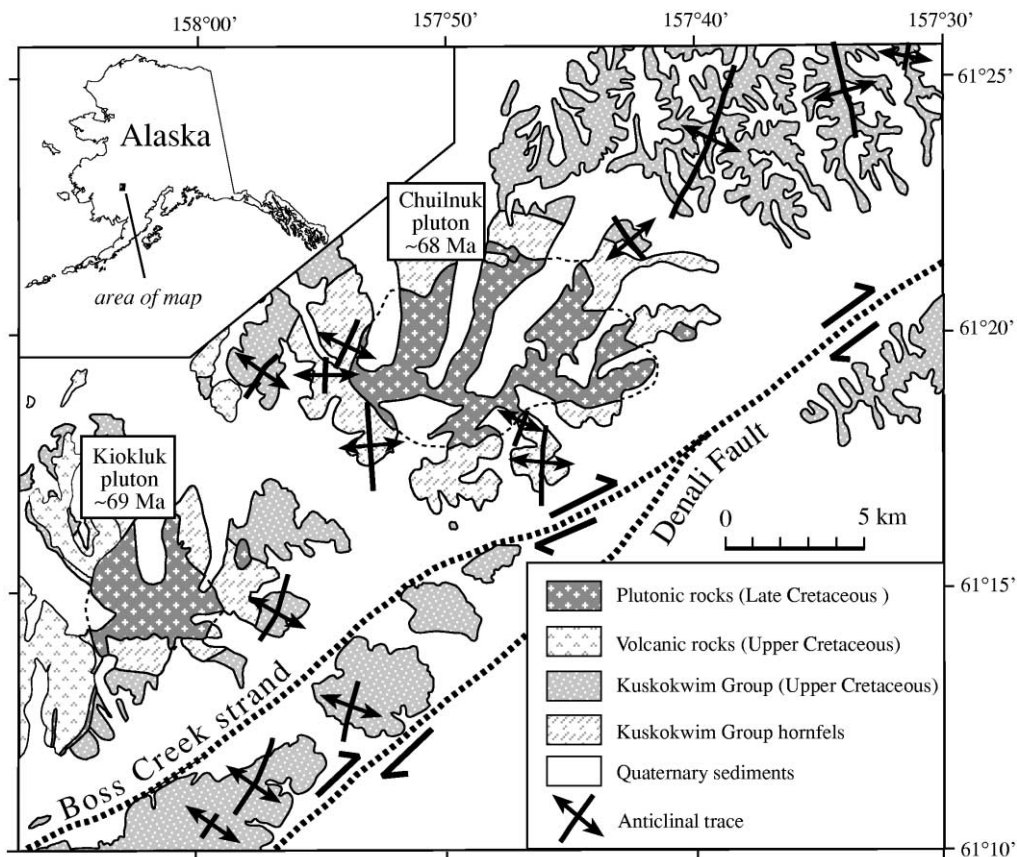 158°00'
157°50'
157°40'
157°30'
61°25'
Alaska
area of map
Chuilnuk
pluton
~68 Ma
61°20'
Kiokluk
pluton
~69 Ma
Denali Fault
0 5 km
61°15'
Boss Creek strand
Plutonic rocks (Late Cretaceous )
Volcanic rocks (Upper Cretaceous)
Kuskokwim Group (Upper Cretaceous)
Kuskokwim Group hornfels
Quaternary sediments
Anticlinal trace
61°10'